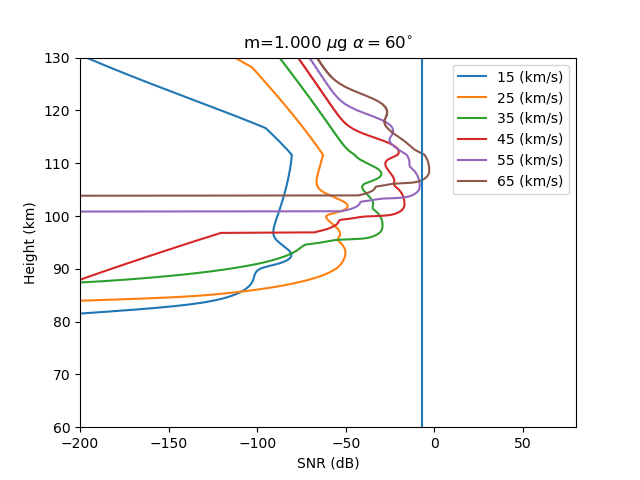 m=1.000 μg α = 60°
130
120
110
100
90
80
70
60
Height (km)
−200
−150
−100
−50
0
50
SNR (dB)
15 (km/s)
25 (km/s)
35 (km/s)
45 (km/s)
55 (km/s)
65 (km/s)